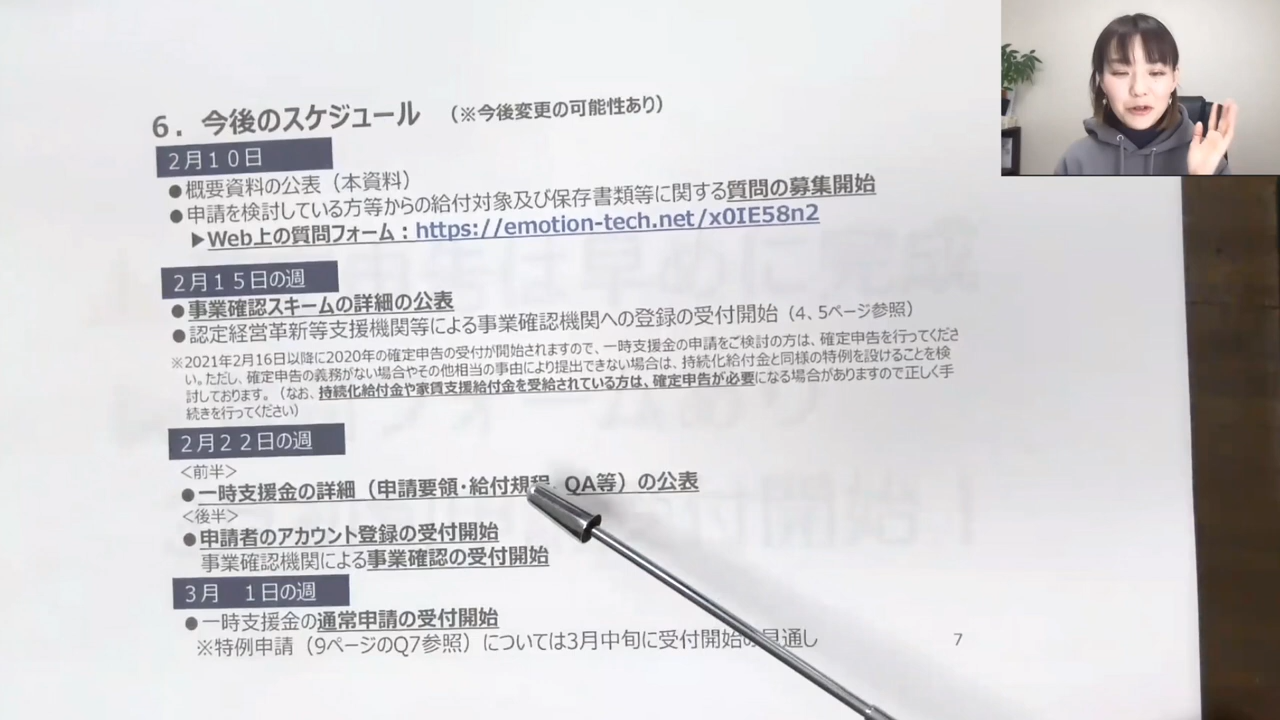 ６．今後のスケジュール （※今後変更の可能性あり）
２月１０日
●概要資料の公表（本資料）
●申請を検討している方等からの給付対象及び保存書類等に関する質問の募集開始
▶Web上の質問フォーム：https://emotion-tech.net/x0IE58n2
２月１５日の週
●事業確認スキームの詳細の公表
●認定経営革新等支援機関等による事業確認機関への登録の受付開始（4、5ページ参照）
※2021年2月16日以降に2020年の確定申告の受付が開始されますので、一時支援金の申請をご検討の方は、確定申告を行ってくださ
い。ただし、確定申告の義務がない場合やその他相当の事由により提出できない場合は、持続化給付金と同様の特例を設けることを検
討しております。（なお、持続化給付金や家賃支援給付金を受給されている方は、確定申告が必要になる場合がありますので正しく手
続きを行ってください）
２月２２日の週
＜前半＞
●一時支援金の詳細（申請要領・給付規程、QA等）の公表
＜後半＞
●申請者のアカウント登録の受付開始
事業確認機関による事業確認の受付開始
３月　１日の週
●一時支援金の通常申請の受付開始
※特例申請（9ページのQ7参照）については3月中旬に受付開始の見通し
7